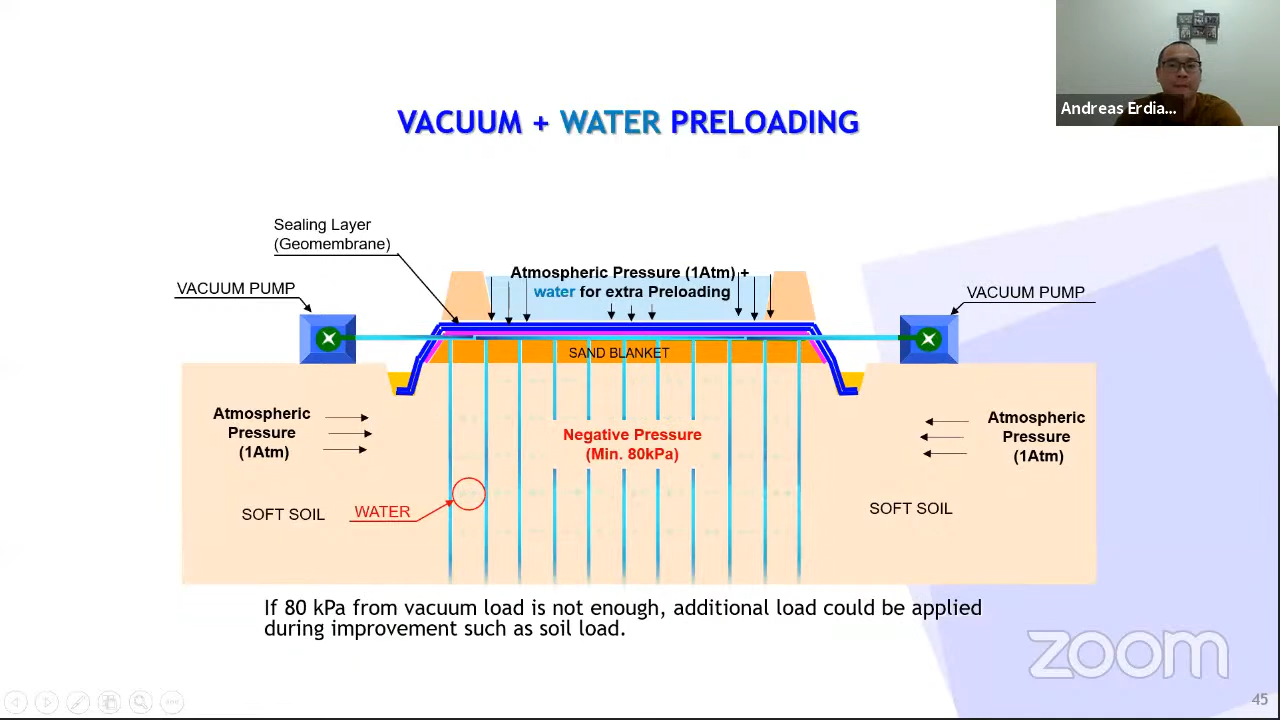 Andreas Erdia...
VACUUM + WATER PRELOADING
Sealing Layer
(Geomembrane)
VACUUM PUMP
Atmospheric Pressure (1Atm) +
water for extra Preloading
VACUUM PUMP
SAND BLANKET
Atmospheric
Pressure
(1Atm)
Negative Pressure
(Min. 80kPa)
Atmospheric
Pressure
(1Atm)
SOFT SOIL
WATER
SOFT SOIL
If 80 kPa from vacuum load is not enough, additional load could be applied
during improvement such as soil load.
zoom
45